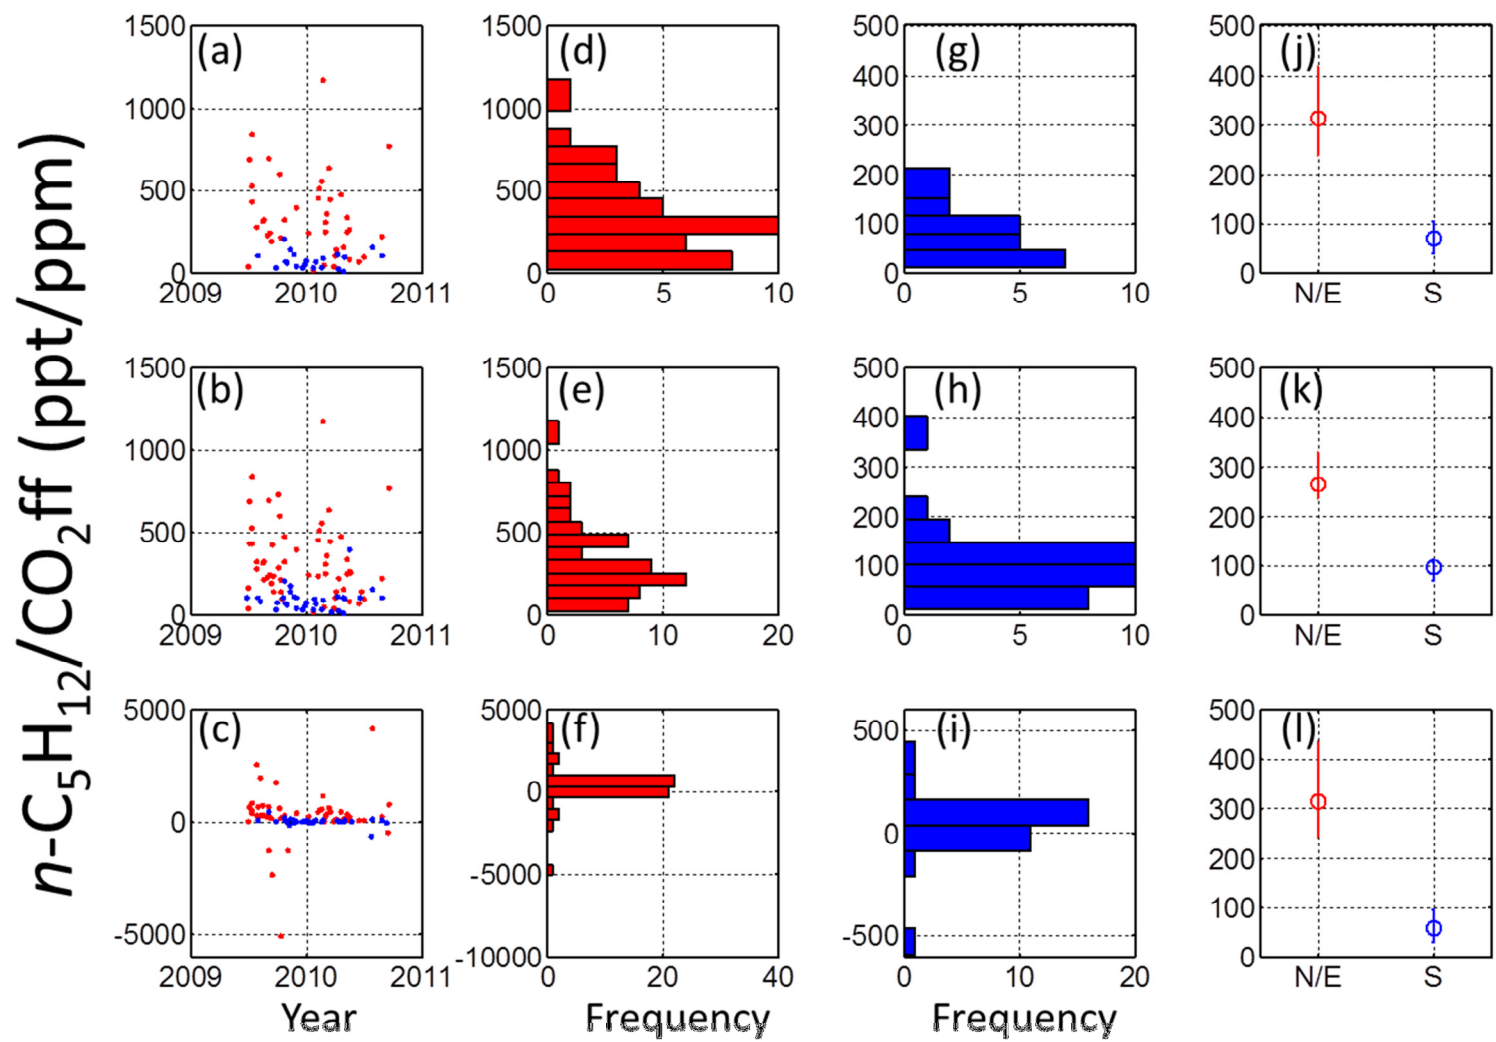 n-C5H12/CO2ff (ppt/ppm)
(a)
1500
1000
500
0
2009 2010 2011
(d)
1500
1000
500
0
0 5 10
(g)
500
400
300
200
100
0
0 5 10
(j)
500
400
300
200
100
0
N/E S
(b)
1500
1000
500
0
2009 2010 2011
(e)
1500
1000
500
0
0 10 20
(h)
500
400
300
200
100
0
0 5 10
(k)
500
400
300
200
100
0
N/E S
(c)
5000
0
-5000
2009 2010 2011
Year
(f)
5000
0
-5000
-10000
0 20 40
Frequency
(i)
500
0
-500
0 10 20
Frequency
(l)
500
400
300
200
100
0
N/E S